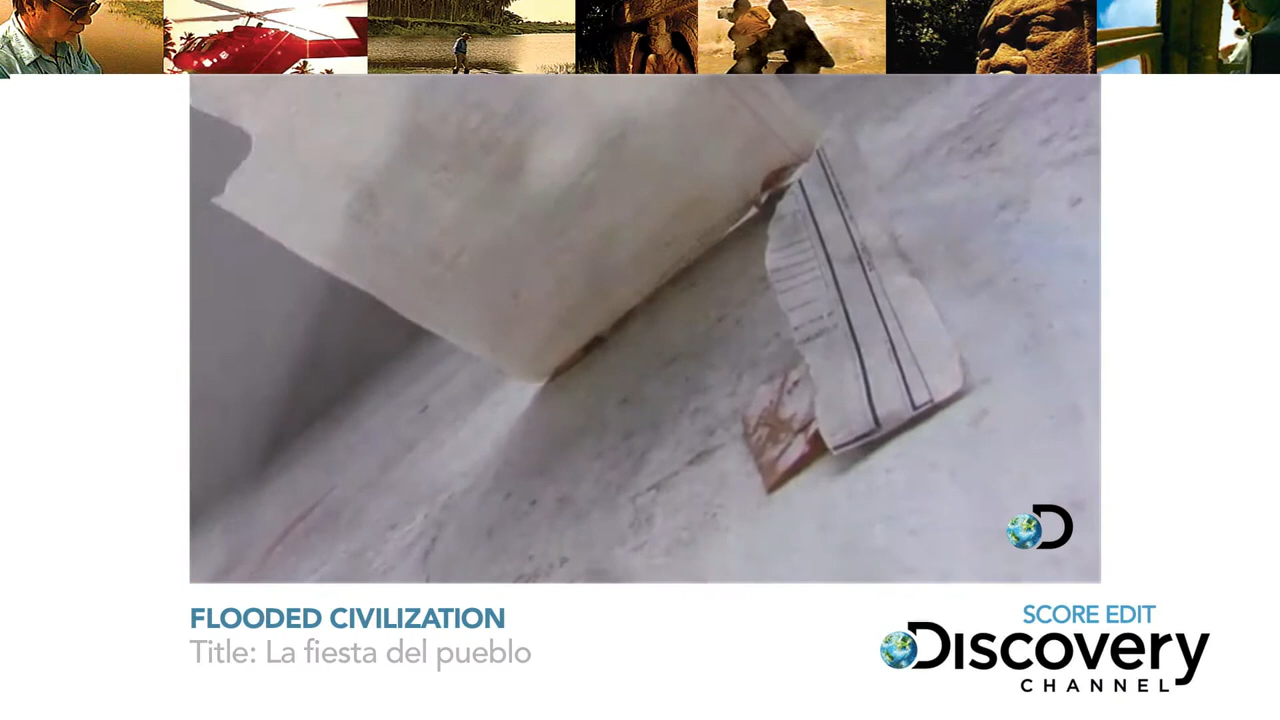 D
FLOODED CIVILIZATION
Title: La fiesta del pueblo
SCORE EDIT
Discovery
CHANNEL